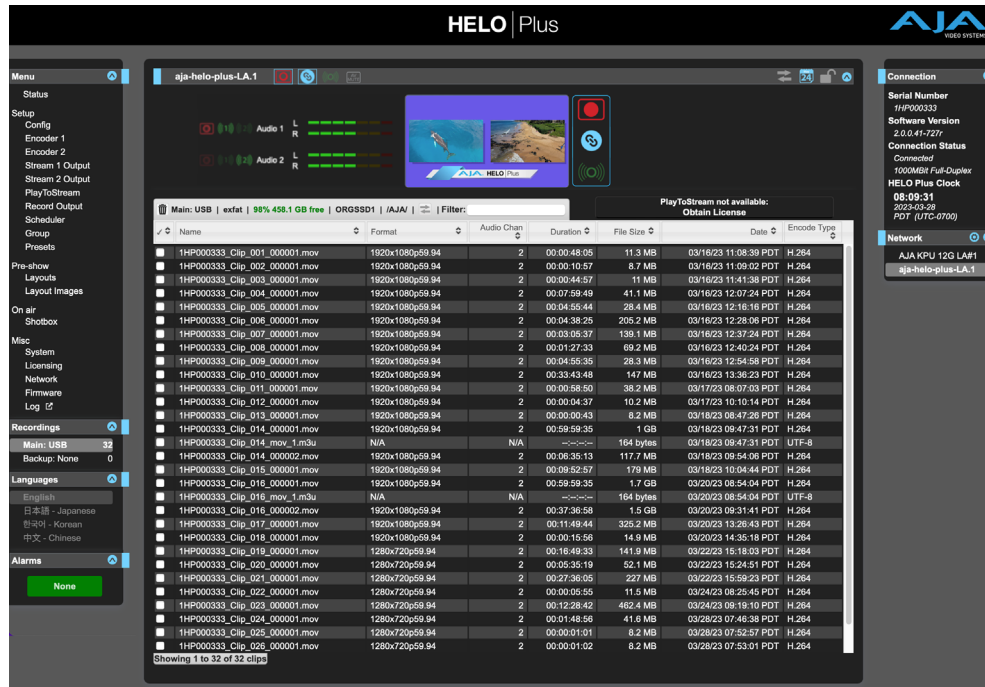 HELO Plus
AJA
VIDEO SYSTEMS
Menu
Status
Setup
Config
Encoder 1
Encoder 2
Stream 1 Output
Stream 2 Output
PlayToStream
Record Output
Scheduler
Group
Presets
Pre-show
Layouts
Layout Images
On air
Shotbox
Misc
System
Licensing
Network
Firmware
Log
Recordings
Main: USB 32
Backup: None 0
Languages
English
日本語 - Japanese
한국어 - Korean
中文 - Chinese
Alarms
None
aja-helo-plus-LA.1
24
Audio 1 L
R
Audio 2 L
R
AJA HELO Plus
Main: USB | exfat | 98% 458.1 GB free | ORGSSD1 | /AJA/ | | Filter:
PlayToStream not available:
Obtain License
Name Format Audio Chan Duration File Size Date Encode Type
1HP000333_Clip_001_000001.mov 1920x1080p59.94 2 00:00:48:05 11.3 MB 03/16/23 11:08:39 PDT H.264
1HP000333_Clip_002_000001.mov 1920x1080p59.94 2 00:00:10:57 8.7 MB 03/16/23 11:09:02 PDT H.264
1HP000333_Clip_003_000001.mov 1920x1080p59.94 2 00:00:44:57 11 MB 03/16/23 11:41:38 PDT H.264
1HP000333_Clip_004_000001.mov 1920x1080p59.94 2 00:07:59:49 41.1 MB 03/16/23 12:07:24 PDT H.264
1HP000333_Clip_005_000001.mov 1920x1080p59.94 2 00:04:55:44 28.4 MB 03/16/23 12:16:16 PDT H.264
1HP000333_Clip_006_000001.mov 1920x1080p59.94 2 00:04:38:25 205.2 MB 03/16/23 12:28:06 PDT H.264
1HP000333_Clip_007_000001.mov 1920x1080p59.94 2 00:03:05:37 139.1 MB 03/16/23 12:37:24 PDT H.264
1HP000333_Clip_008_000001.mov 1920x1080p59.94 2 00:01:27:33 69.2 MB 03/16/23 12:40:24 PDT H.264
1HP000333_Clip_009_000001.mov 1920x1080p59.94 2 00:04:55:35 28.3 MB 03/16/23 12:54:58 PDT H.264
1HP000333_Clip_010_000001.mov 1920x1080p59.94 2 00:33:43:48 147 MB 03/16/23 13:36:23 PDT H.264
1HP000333_Clip_011_000001.mov 1920x1080p59.94 2 00:00:58:50 38.2 MB 03/17/23 08:07:03 PDT H.264
1HP000333_Clip_012_000001.mov 1920x1080p59.94 2 00:00:04:37 10.2 MB 03/17/23 10:10:14 PDT H.264
1HP000333_Clip_013_000001.mov 1920x1080p59.94 2 00:00:00:43 8.2 MB 03/18/23 08:47:26 PDT H.264
1HP000333_Clip_014_000001.mov 1920x1080p59.94 2 00:59:59:35 1 GB 03/18/23 09:47:31 PDT H.264
1HP000333_Clip_014_mov_1.m3u N/A N/A --:--:--:-- 164 bytes 03/18/23 09:47:31 PDT UTF-8
1HP000333_Clip_014_000002.mov 1920x1080p59.94 2 00:06:35:13 117.7 MB 03/18/23 09:54:06 PDT H.264
1HP000333_Clip_015_000001.mov 1920x1080p59.94 2 00:09:52:57 179 MB 03/18/23 10:04:44 PDT H.264
1HP000333_Clip_016_000001.mov 1920x1080p59.94 2 00:59:59:35 1.7 GB 03/20/23 08:54:04 PDT H.264
1HP000333_Clip_016_mov_1.m3u N/A N/A --:--:--:-- 164 bytes 03/20/23 08:54:04 PDT UTF-8
1HP000333_Clip_016_000002.mov 1920x1080p59.94 2 00:37:36:58 1.5 GB 03/20/23 09:31:41 PDT H.264
1HP000333_Clip_017_000001.mov 1920x1080p59.94 2 00:11:49:44 325.2 MB 03/20/23 13:26:43 PDT H.264
1HP000333_Clip_018_000001.mov 1920x1080p59.94 2 00:00:15:56 14.9 MB 03/20/23 14:35:18 PDT H.264
1HP000333_Clip_019_000001.mov 1280x720p59.94 2 00:16:49:33 141.9 MB 03/22/23 15:18:03 PDT H.264
1HP000333_Clip_020_000001.mov 1280x720p59.94 2 00:05:35:19 52.1 MB 03/22/23 15:24:51 PDT H.264
1HP000333_Clip_021_000001.mov 1280x720p59.94 2 00:27:36:05 227 MB 03/22/23 15:59:23 PDT H.264
1HP000333_Clip_022_000001.mov 1280x720p59.94 2 00:00:05:55 11.5 MB 03/24/23 08:25:45 PDT H.264
1HP000333_Clip_023_000001.mov 1280x720p59.94 2 00:12:28:42 462.4 MB 03/24/23 09:19:10 PDT H.264
1HP000333_Clip_024_000001.mov 1280x720p59.94 2 00:01:48:56 41.6 MB 03/28/23 07:46:38 PDT H.264
1HP000333_Clip_025_000001.mov 1280x720p59.94 2 00:00:01:01 8.2 MB 03/28/23 07:52:57 PDT H.264
1HP000333_Clip_026_000001.mov 1280x720p59.94 2 00:00:01:02 8.2 MB 03/28/23 07:53:01 PDT H.264
Showing 1 to 32 of 32 clips
Connection
Serial Number
1HP000333
Software Version
2.0.0.41-727r
Connection Status
Connected
1000MBit Full-Duplex
HELO Plus Clock
08:09:31
2023-03-28
PDT (UTC-0700)
Network
AJA KPU 12G LA#1
aja-helo-plus-LA.1